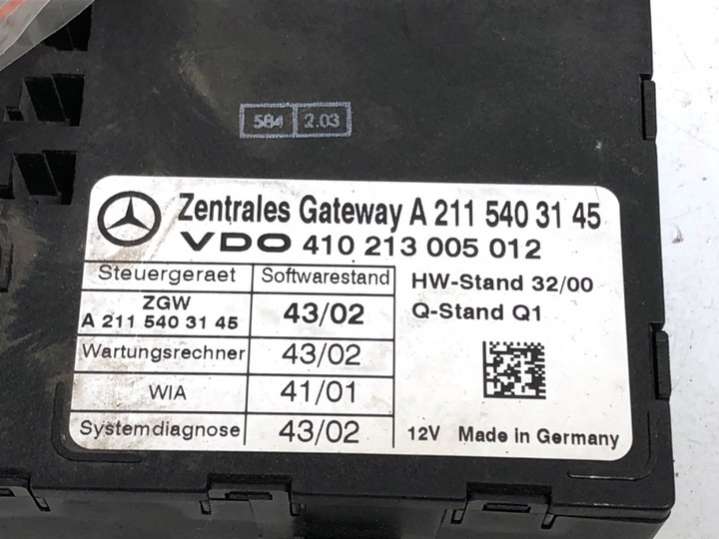 584 2.03
Zentrales Gateway A 211 540 31 45
VDO 410 213 005 012
Steuergeraet Softwarestand
HW-Stand 32/00
ZGW
A 211 540 31 45 43/02
Q-Stand Q1
Wartungsrechner 43/02
WIA 41/01
Systemdiagnose 43/02
12V Made in Germany